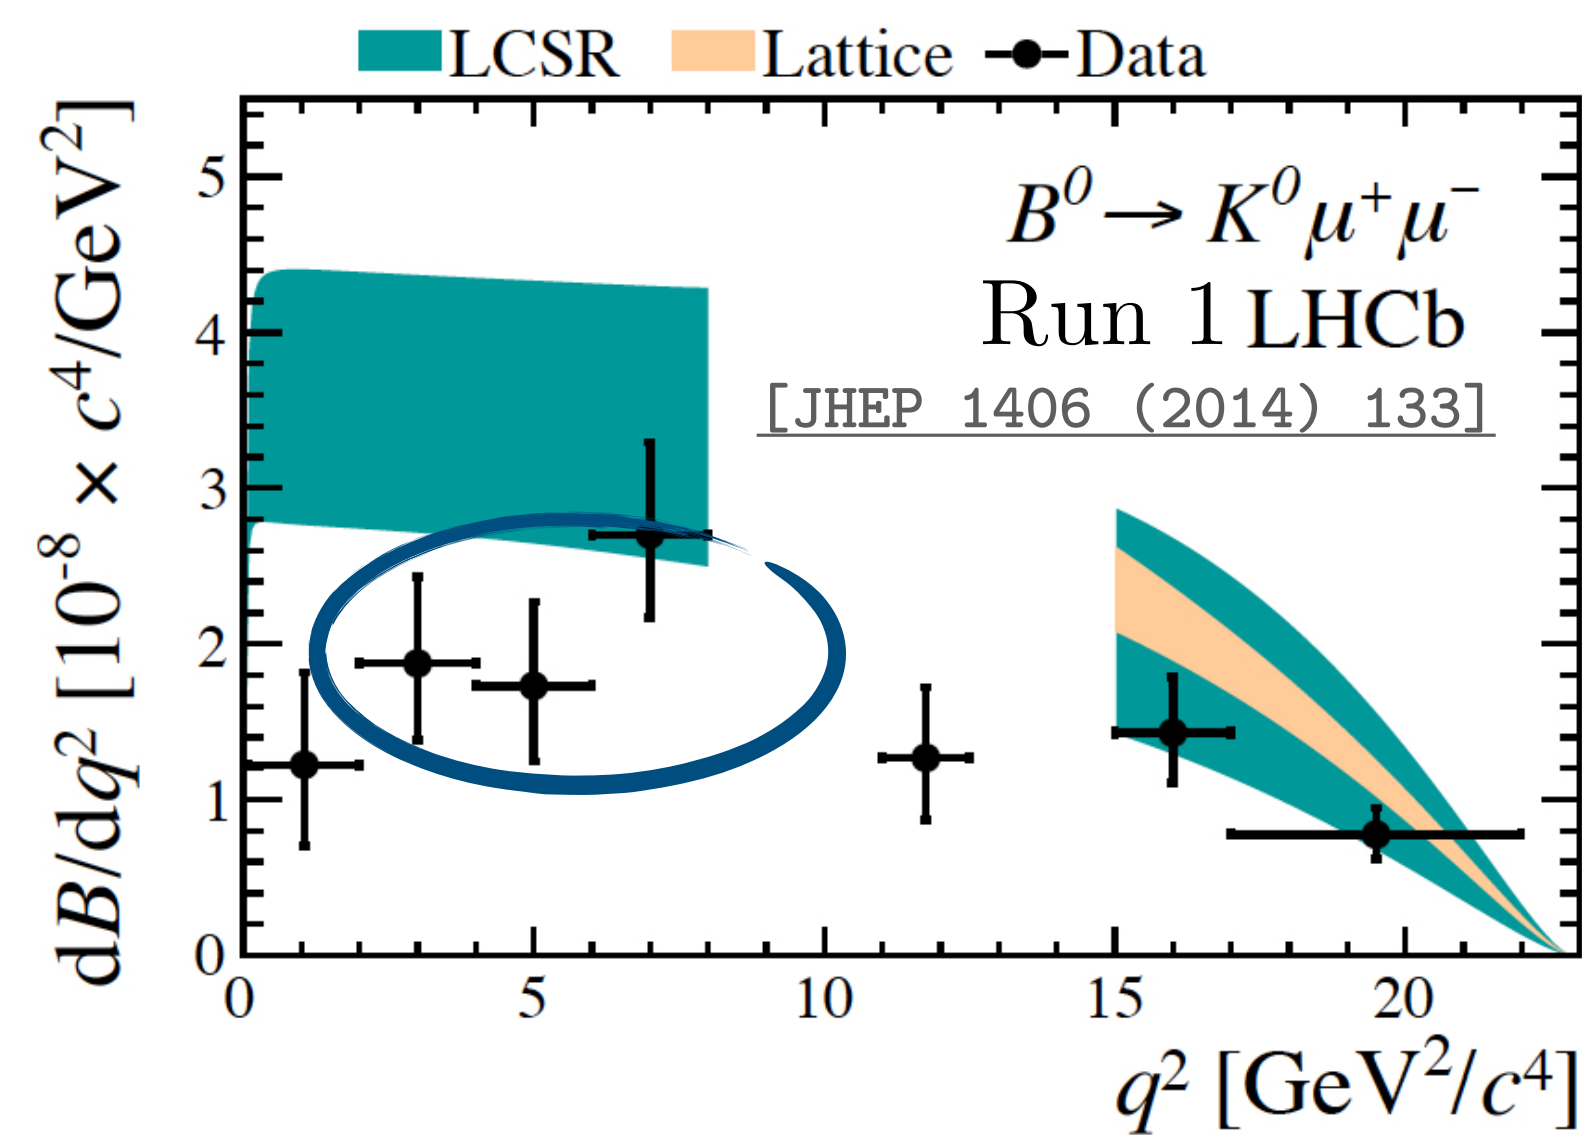 LCSR Lattice Data
dB/dq² [10⁻⁸ × c⁴/GeV²]
5
4
3
2
1
0
B⁰ → K⁰μ⁺μ⁻
Run 1 LHCb
[JHEP 1406 (2014) 133]
0 5 10 15 20
q² [GeV²/c⁴]